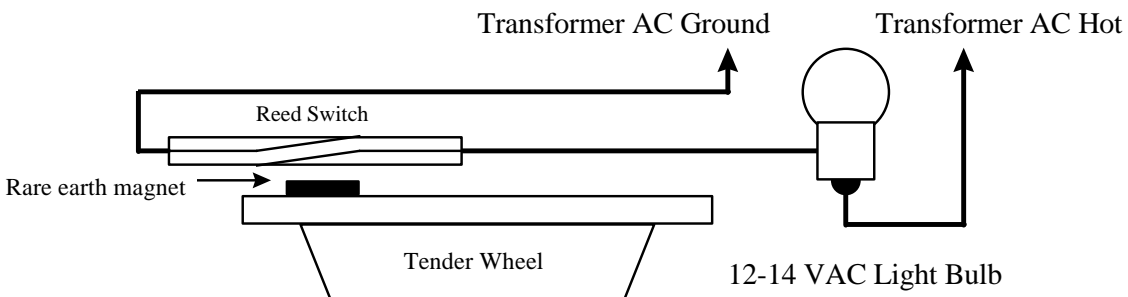 Transformer AC Ground
Transformer AC Hot
Reed Switch
Rare earth magnet
Tender Wheel
12-14 VAC Light Bulb